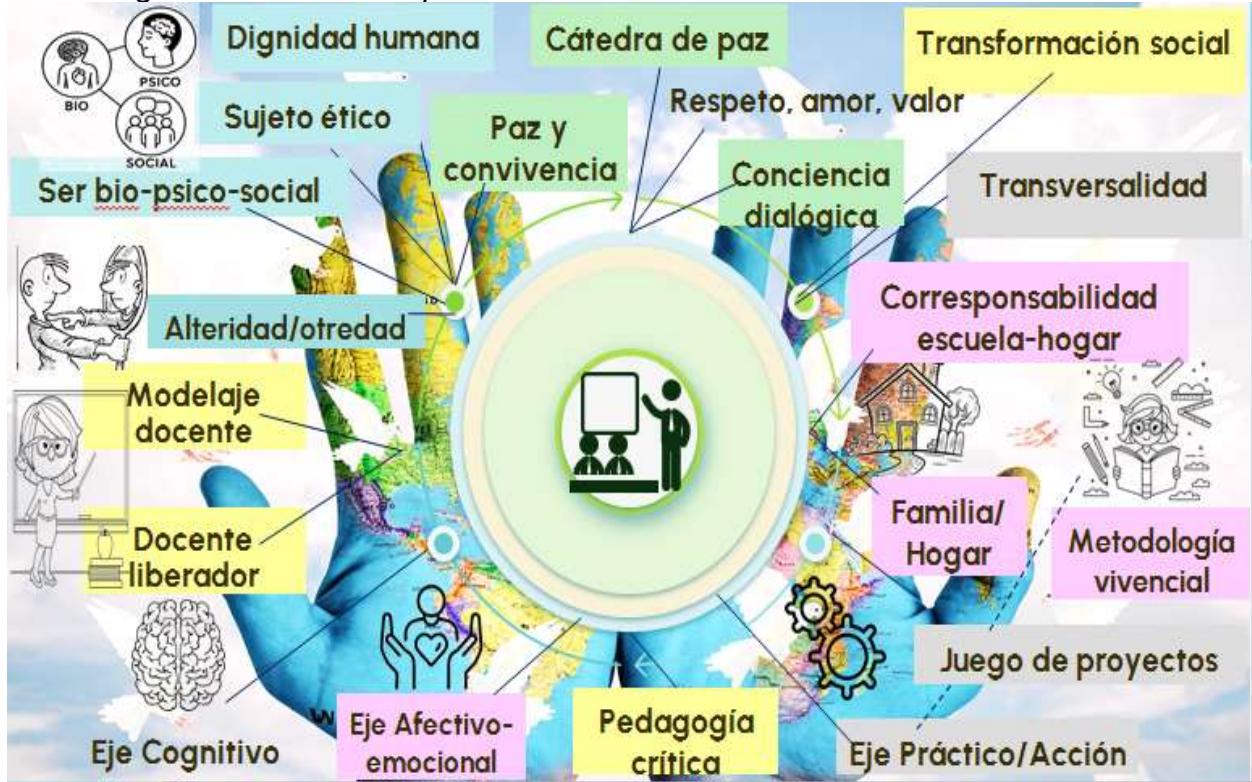 Dignidad humana
Cátedra de paz
Transformación social
PSICO
BIO
SOCIAL
Sujeto ético
Paz y
convivencia
Respeto, amor, valor
Conciencia
dialógica
Transversalidad
Ser bio-psico-social
Alteridad/otredad
Corresponsabilidad
escuela-hogar
Modelaje
docente
Docente
liberador
Familia/
Hogar
Metodología
vivencial
Juego de proyectos
Eje Cognitivo
Eje Afectivo-
emocional
Pedagogía
crítica
Eje Práctico/Acción